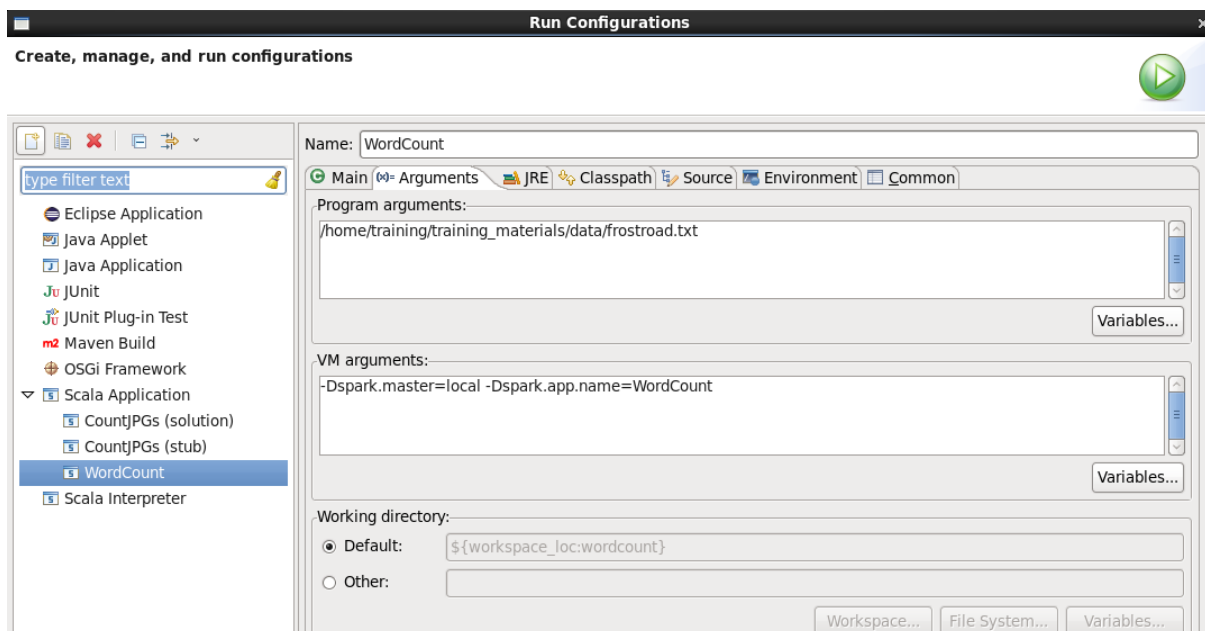 Run Configurations
Create, manage, and run configurations
type filter text
Eclipse Application
Java Applet
Java Application
JUnit
JUnit Plug-in Test
Maven Build
OSGi Framework
Scala Application
CountJPGs (solution)
CountJPGs (stub)
WordCount
Scala Interpreter
Name: WordCount
Main (x)= Arguments JRE Classpath Source Environment Common
Program arguments:
/home/training/training_materials/data/frostroad.txt
Variables...
VM arguments:
-Dspark.master=local -Dspark.app.name=WordCount
Variables...
Working directory:
Default: ${workspace_loc:wordcount}
Other:
Workspace... File System... Variables...